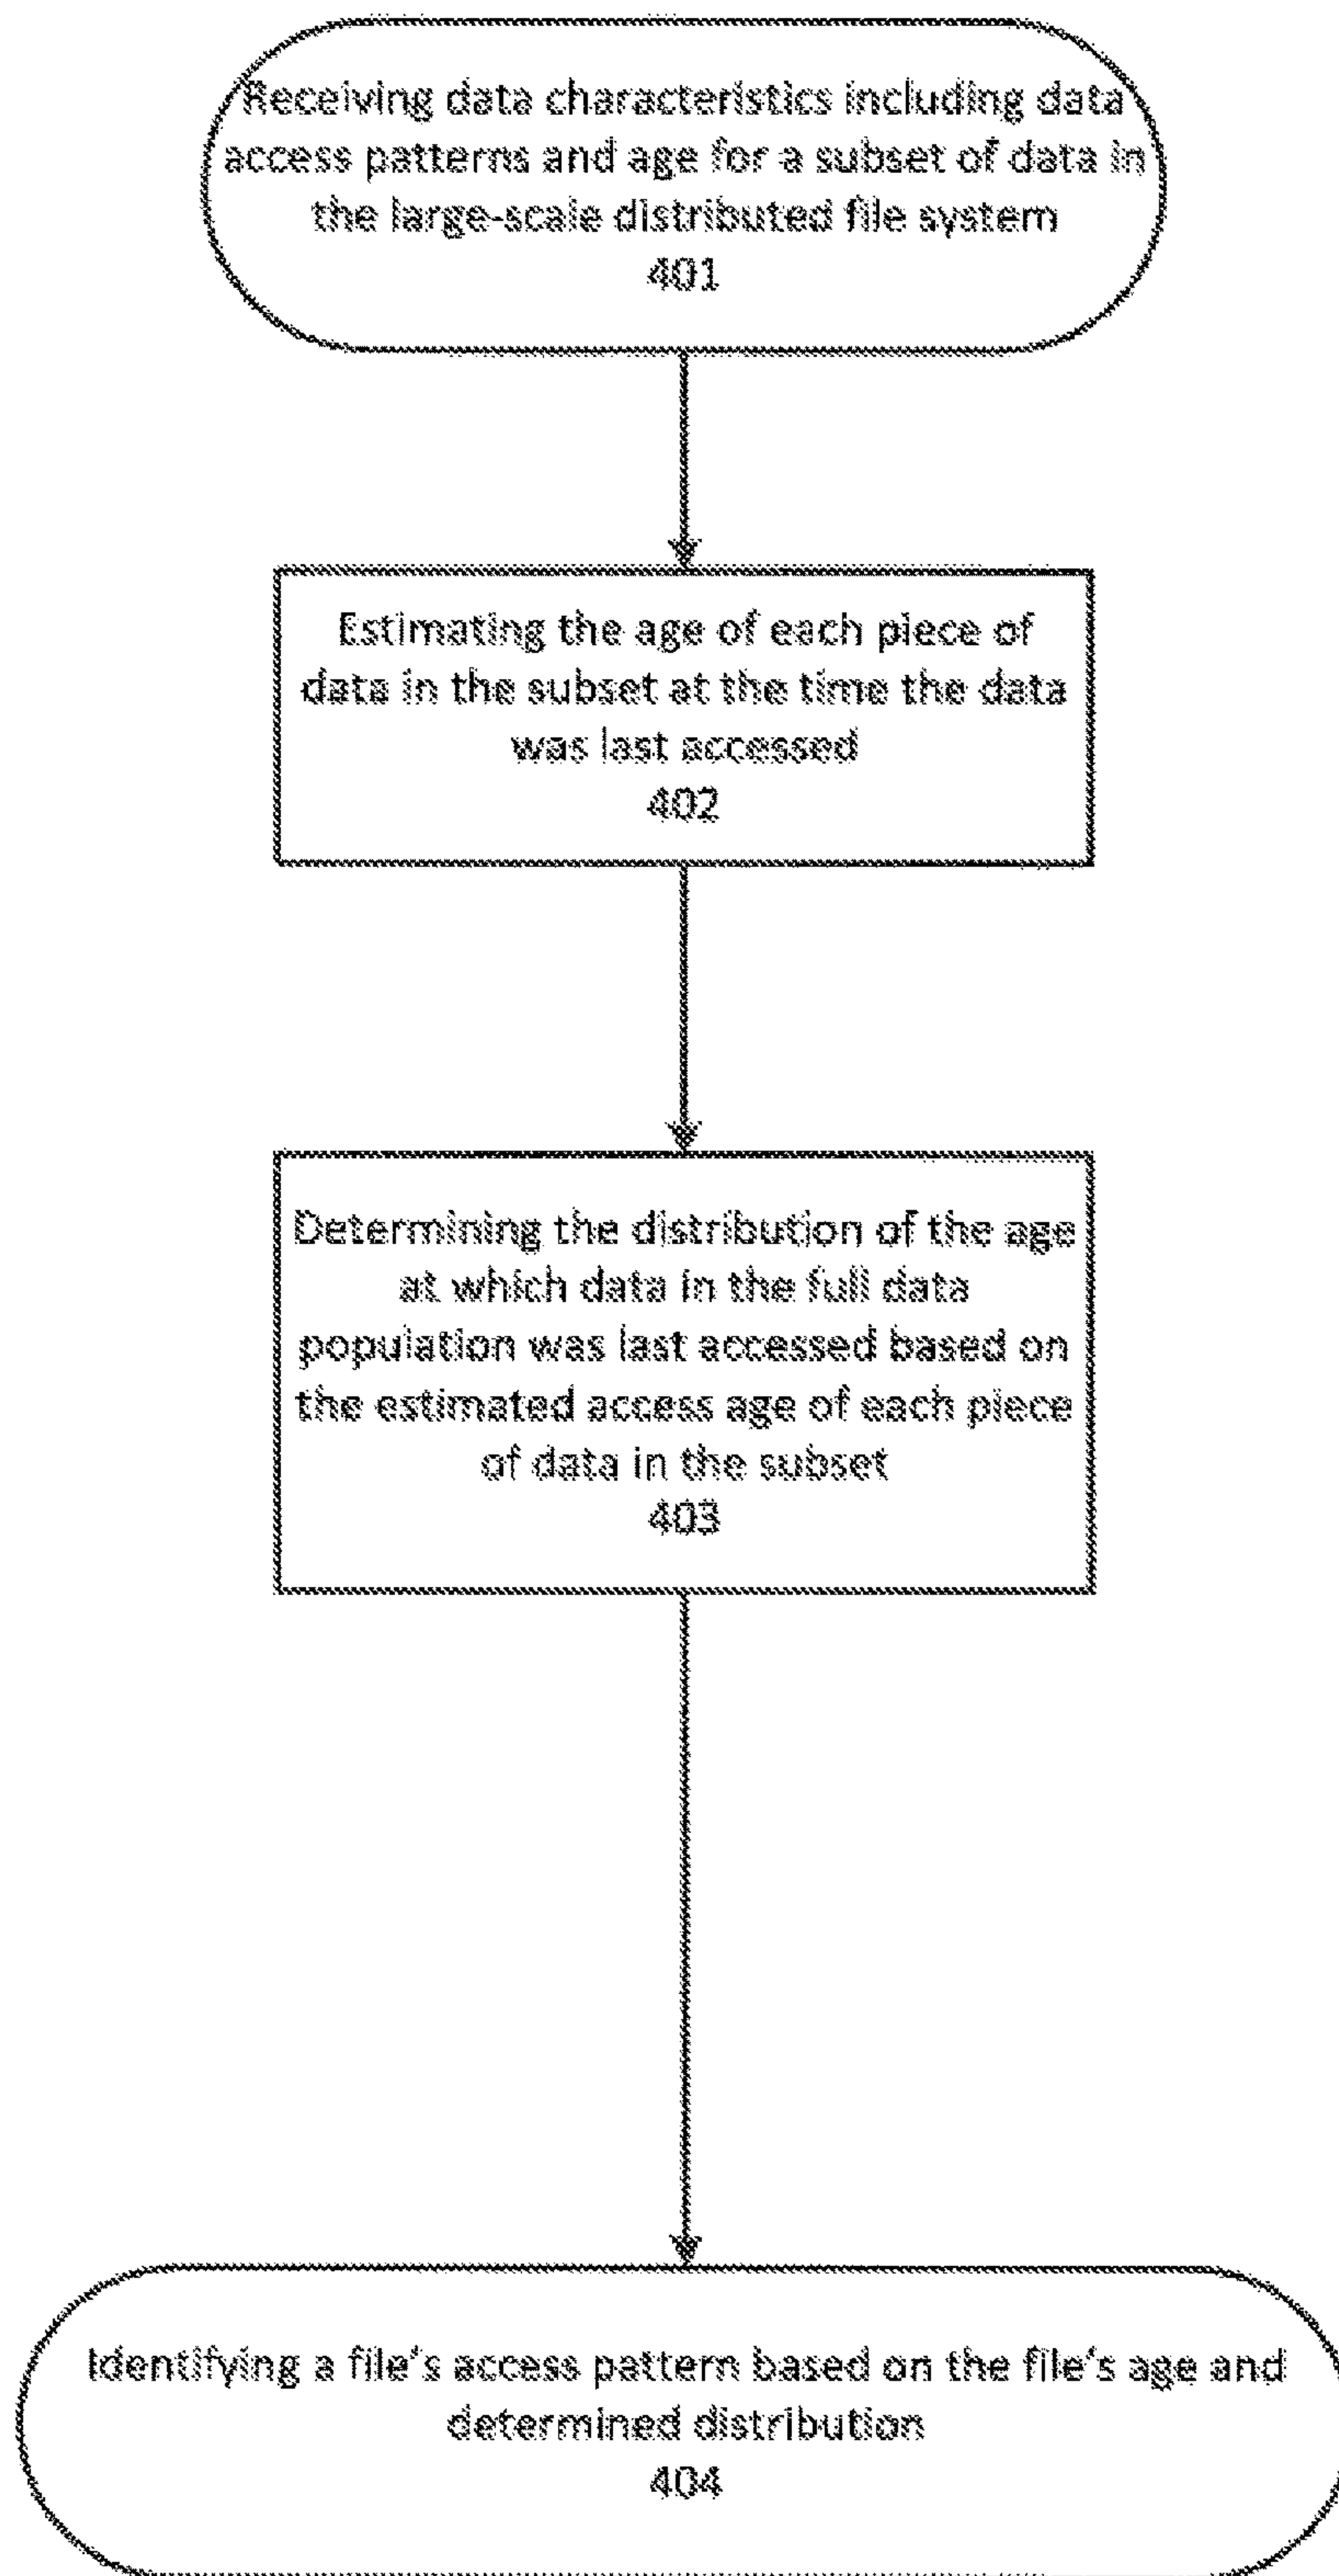 Receiving data characteristics including data
access patterns and age for a subset of data in
the large-scale distributed file system
401
Estimating the age of each piece of
data in the subset at the time the data
was last accessed
402
Determining the distribution of the age
at which data in the full data
population was last accessed based on
the estimated access age of each piece
of data in the subset
403
Identifying a file's access pattern based on the file's age and
determined distribution
404